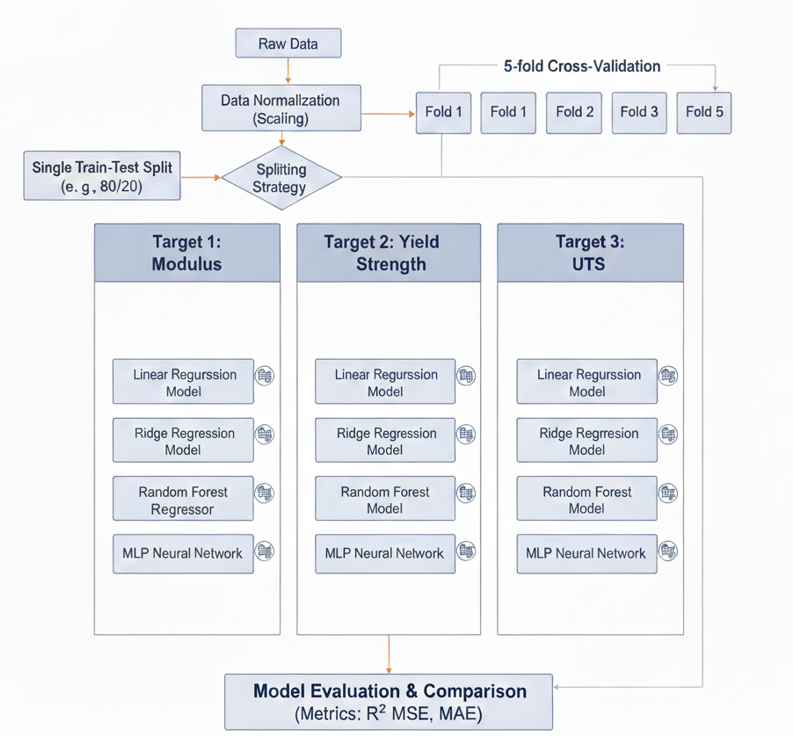 Raw Data
5-fold Cross-Validation
Data Normalization
(Scaling)
Fold 1
Fold 1
Fold 2
Fold 3
Fold 5
Single Train-Test Split
(e. g., 80/20)
Splitting
Strategy
Target 1:
Modulus
Target 2: Yield
Strength
Target 3:
UTS
Linear Regurssion
Model
Linear Regurssion
Model
Linear Regurssion
Model
Ridge Regression
Model
Ridge Regression
Model
Ridge Regrresion
Model
Random Forest
Regressor
Random Forest
Model
Random Forest
Model
MLP Neural Network
MLP Neural Network
MLP Neural Network
Model Evaluation & Comparison
(Metrics: R² MSE, MAE)